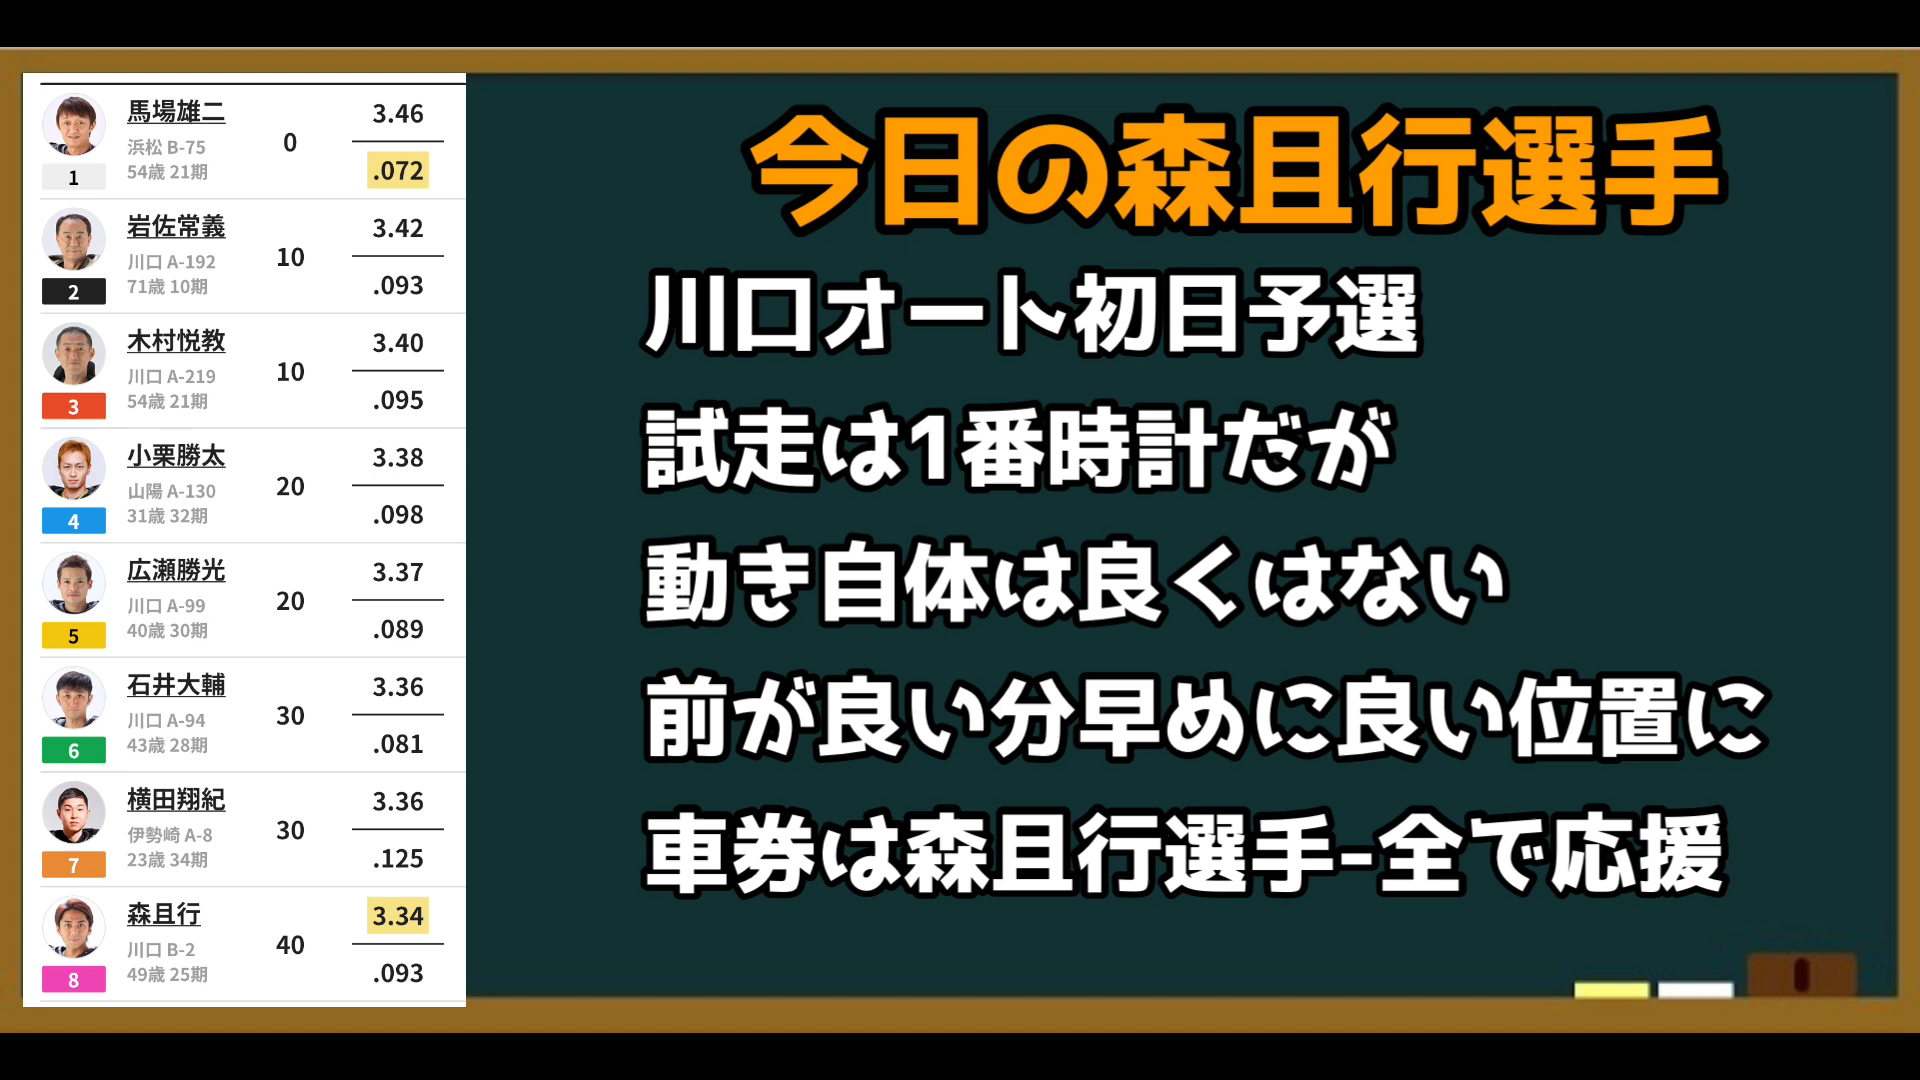 馬場雄二
浜松 B-75
54歳 21期
1
0
3.46
.072
岩佐常義
川口 A-192
71歳 10期
2
10
3.42
.093
木村悦教
川口 A-219
54歳 21期
3
10
3.40
.095
小栗勝太
山陽 A-130
31歳 32期
4
20
3.38
.098
広瀬勝光
川口 A-99
40歳 30期
5
20
3.37
.089
石井大輔
川口 A-94
43歳 28期
6
30
3.36
.081
横田翔紀
伊勢崎 A-8
23歳 34期
7
30
3.36
.125
森且行
川口 B-2
49歳 25期
8
40
3.34
.093
今日の森且行選手
川口オート初日予選
試走は1番時計だが
動き自体は良くはない
前が良い分早めに良い位置に
車券は森且行選手-全で応援